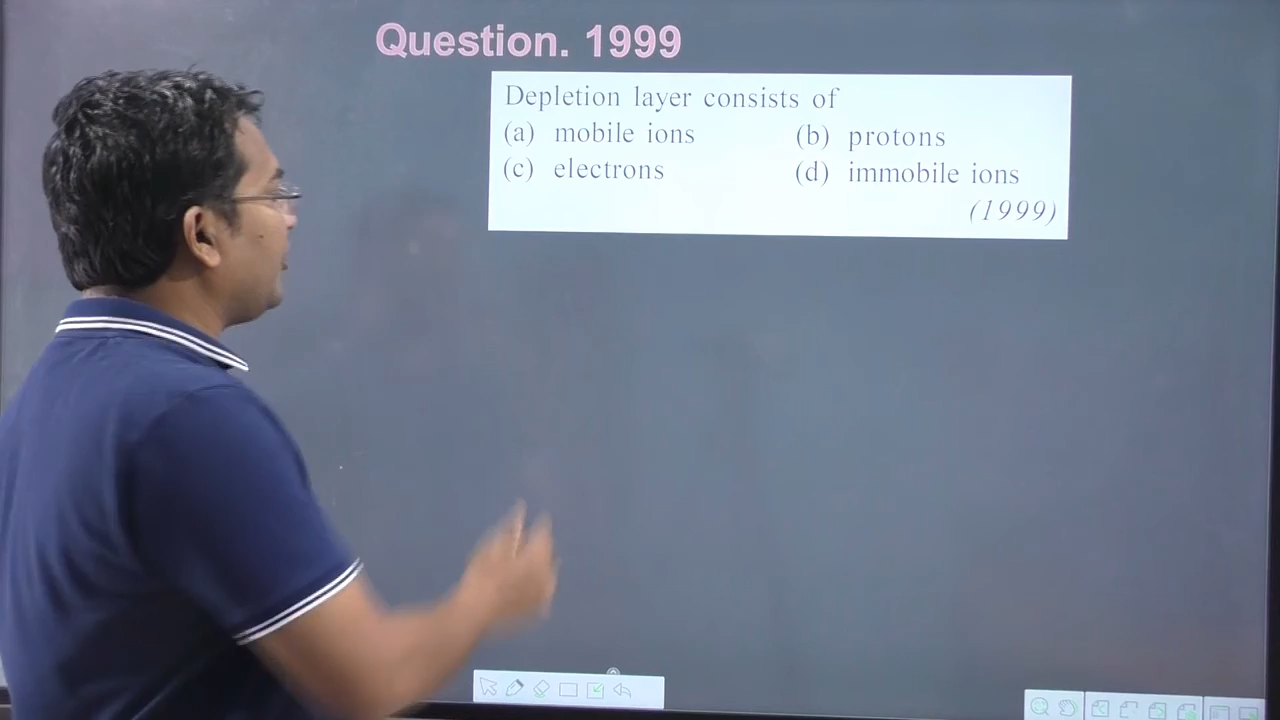 Question. 1999
Depletion layer consists of
(a) mobile ions (b) protons
(c) electrons (d) immobile ions
(1999)